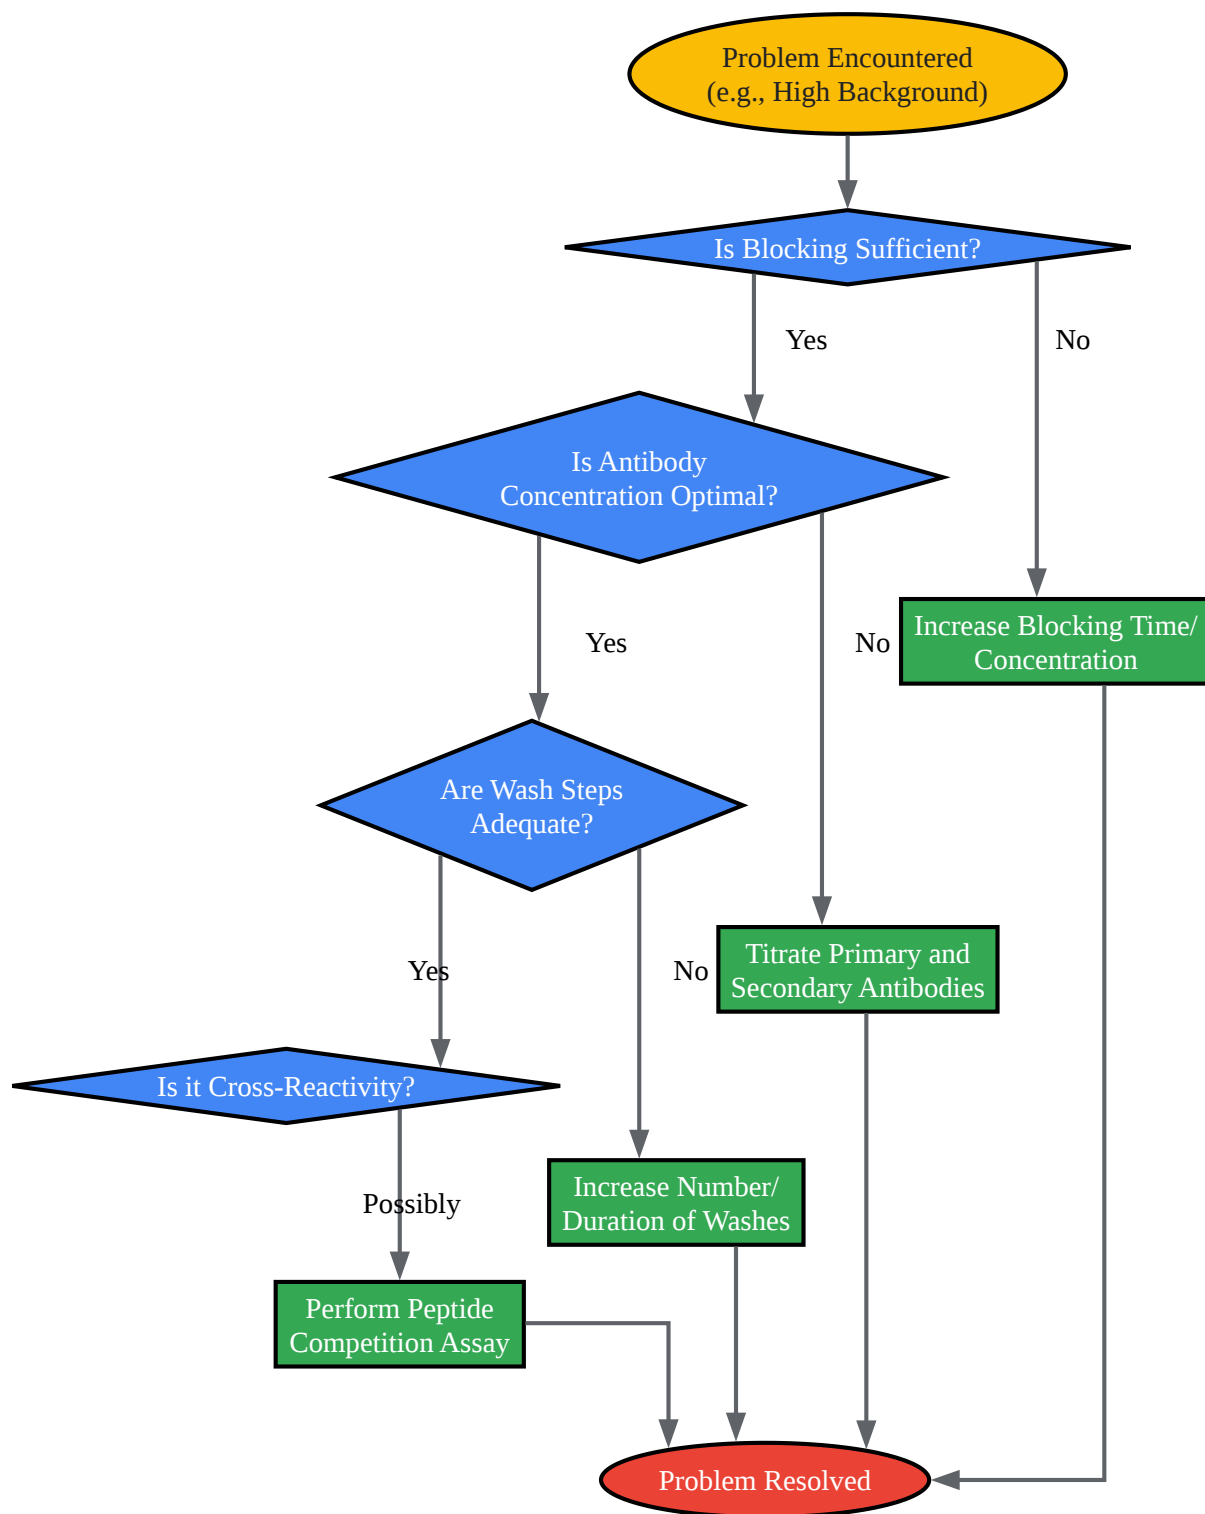 Problem Encountered
(e.g., High Background)
Is Blocking Sufficient?
Yes
No
Is Antibody
Concentration Optimal?
Yes
No
Increase Blocking Time/
Concentration
Are Wash Steps
Adequate?
Yes
No
Titrate Primary and
Secondary Antibodies
Is it Cross-Reactivity?
Possibly
Increase Number/
Duration of Washes
Perform Peptide
Competition Assay
Problem Resolved